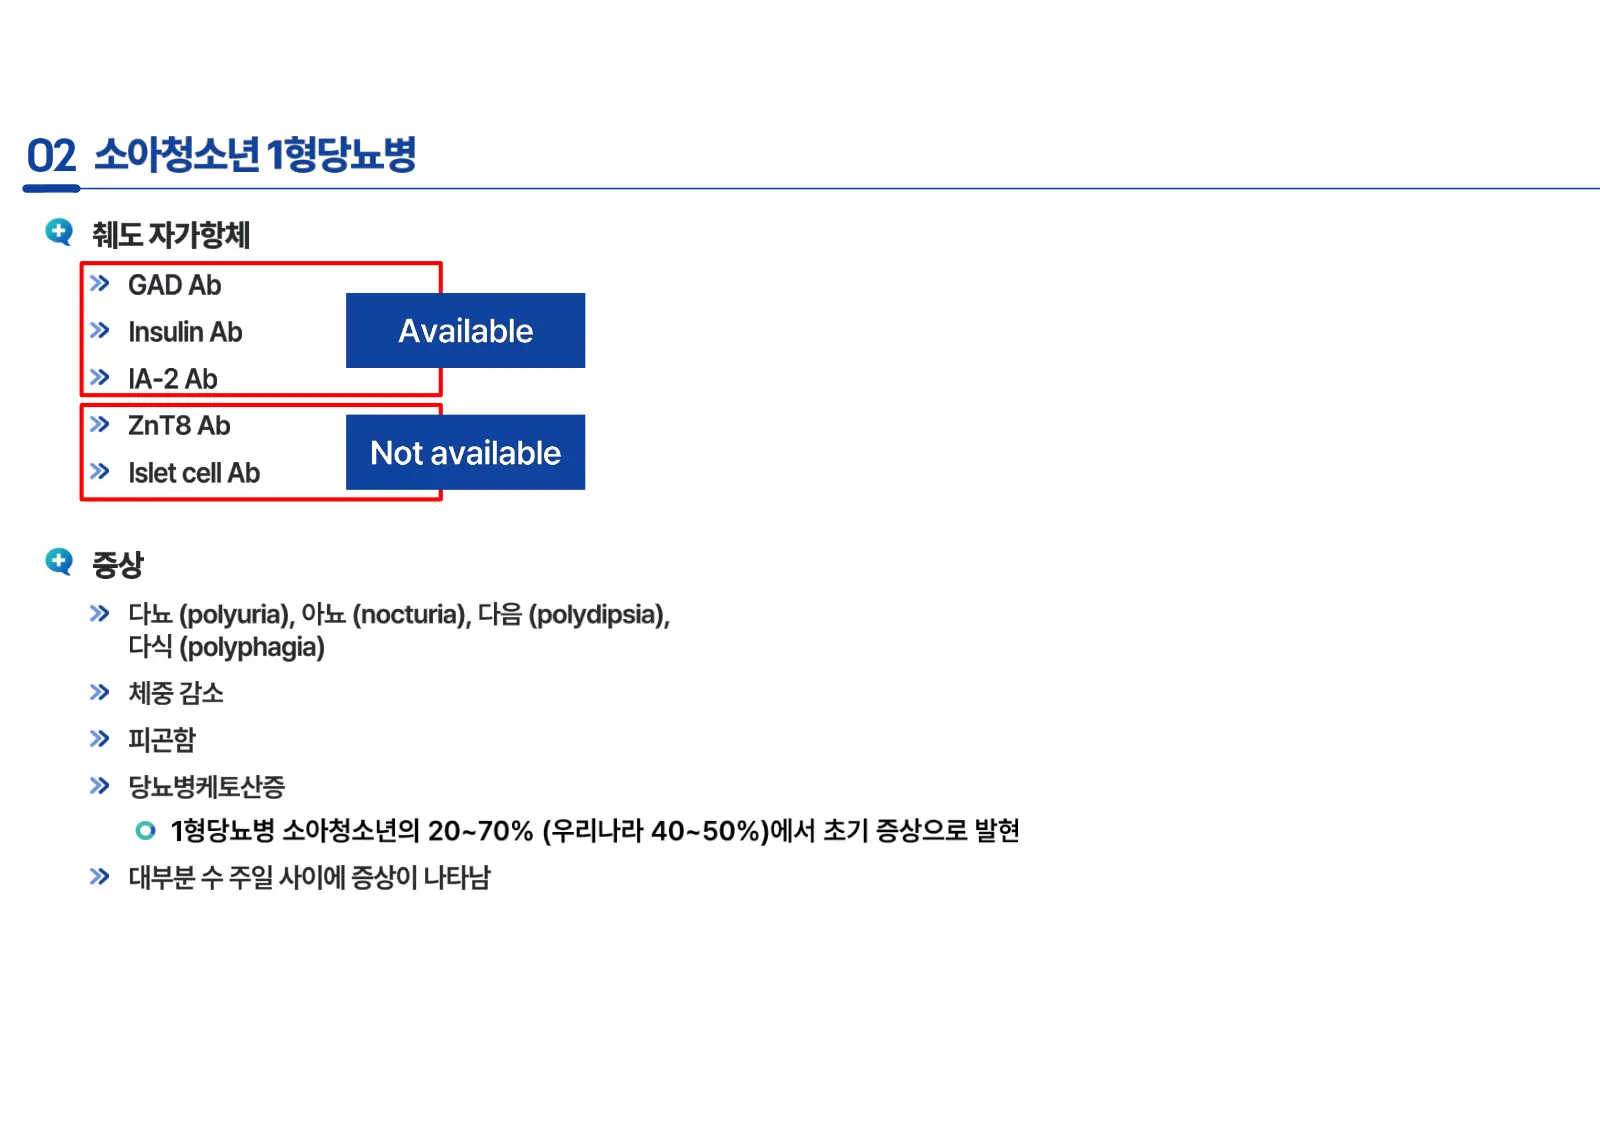 02 소아청소년 1형당뇨병
췌도 자가항체
GAD Ab
Insulin Ab
IA-2 Ab
Available
ZnT8 Ab
Islet cell Ab
Not available
증상
다뇨 (polyuria), 아뇨 (nocturia), 다음 (polydipsia),
다식 (polyphagia)
체중 감소
피곤함
당뇨병케토산증
1형당뇨병 소아청소년의 20~70% (우리나라 40~50%)에서 초기 증상으로 발현
대부분 수 주일 사이에 증상이 나타남